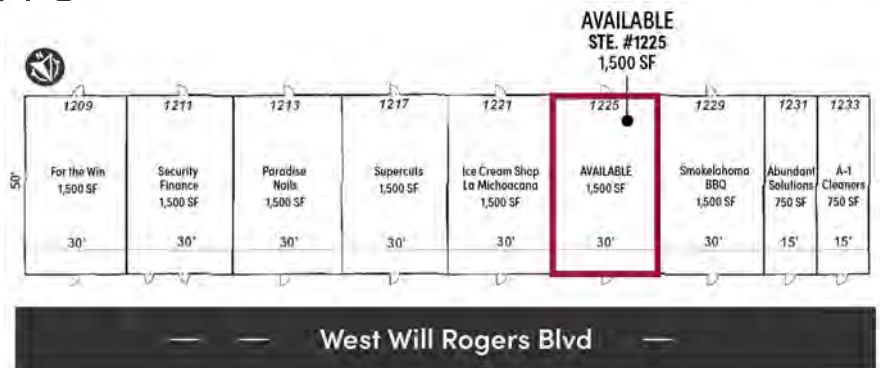 AVAILABLE
STE. #1225
1,500 SF
1209
1211
1213
1217
1221
1225
1229
1231
1233
50'
For the Win
1,500 SF
Security
Finance
1,500 SF
Paradise
Nails
1,500 SF
Supercuts
1,500 SF
Ice Cream Shop
La Michoacana
1,500 SF
AVAILABLE
1,500 SF
Smokelahoma
BBQ
1,500 SF
Abundant
Solutions
750 SF
A-1
Cleaners
750 SF
30'
30'
30'
30'
30'
30'
30'
15'
15'
West Will Rogers Blvd